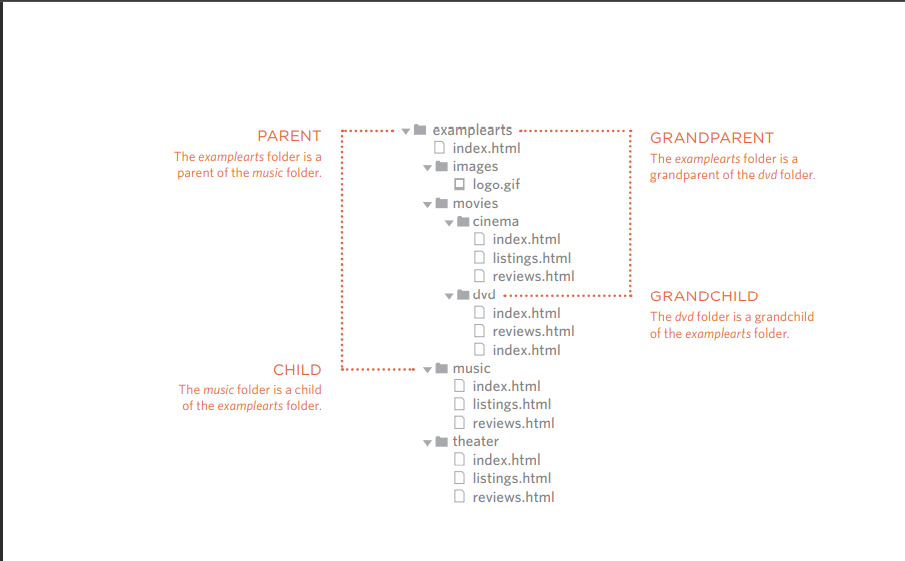 PARENT
The examplearts folder is a
parent of the music folder.
examplearts
index.html
images
logo.gif
movies
cinema
index.html
listings.html
reviews.html
dvd
index.html
reviews.html
index.html
music
index.html
listings.html
reviews.html
theater
index.html
listings.html
reviews.html
GRANDPARENT
The examplearts folder is a
grandparent of the dvd folder.
GRANDCHILD
The dvd folder is a grandchild
of the examplearts folder.
CHILD
The music folder is a child
of the examplearts folder.